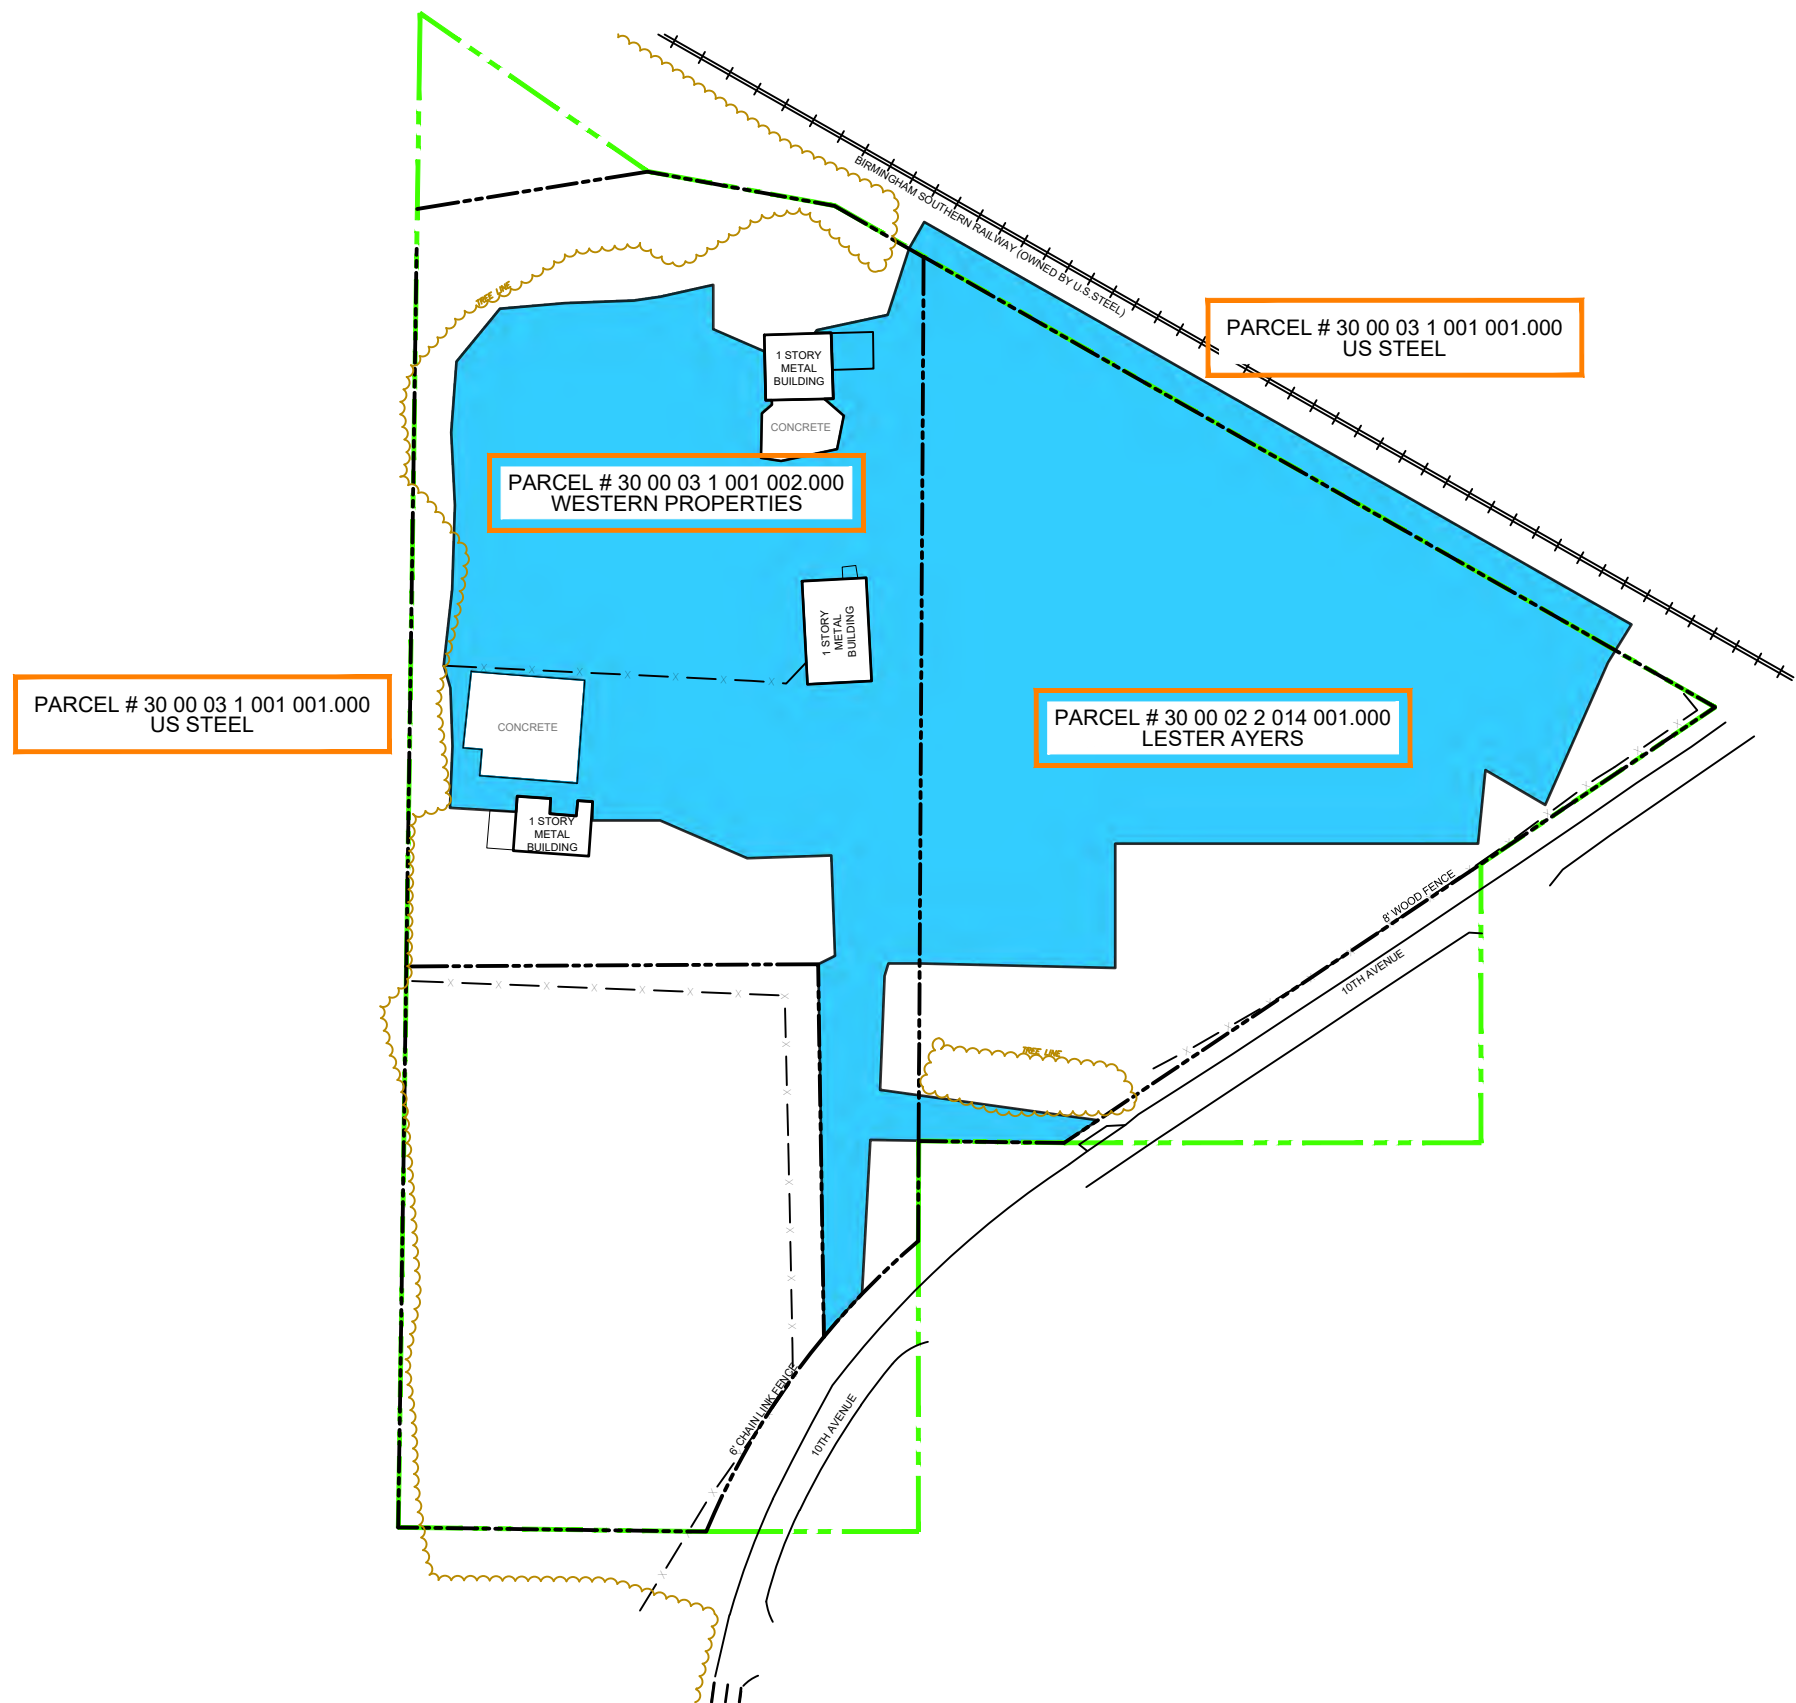 BIRMINGHAM SOUTHERN RAILWAY (OWNED BY U.S.STEEL)
TREE LINE
PARCEL # 30 00 03 1 001 001.000
US STEEL
1 STORY
METAL
BUILDING
CONCRETE
PARCEL # 30 00 03 1 001 002.000
WESTERN PROPERTIES
1 STORY
METAL
BUILDING
PARCEL # 30 00 03 1 001 001.000
US STEEL
PARCEL # 30 00 02 2 014 001.000
LESTER AYERS
CONCRETE
1 STORY
METAL
BUILDING
8' WOOD FENCE
10TH AVENUE
TREE LINE
6' CHAIN LINK FENCE
10TH AVENUE